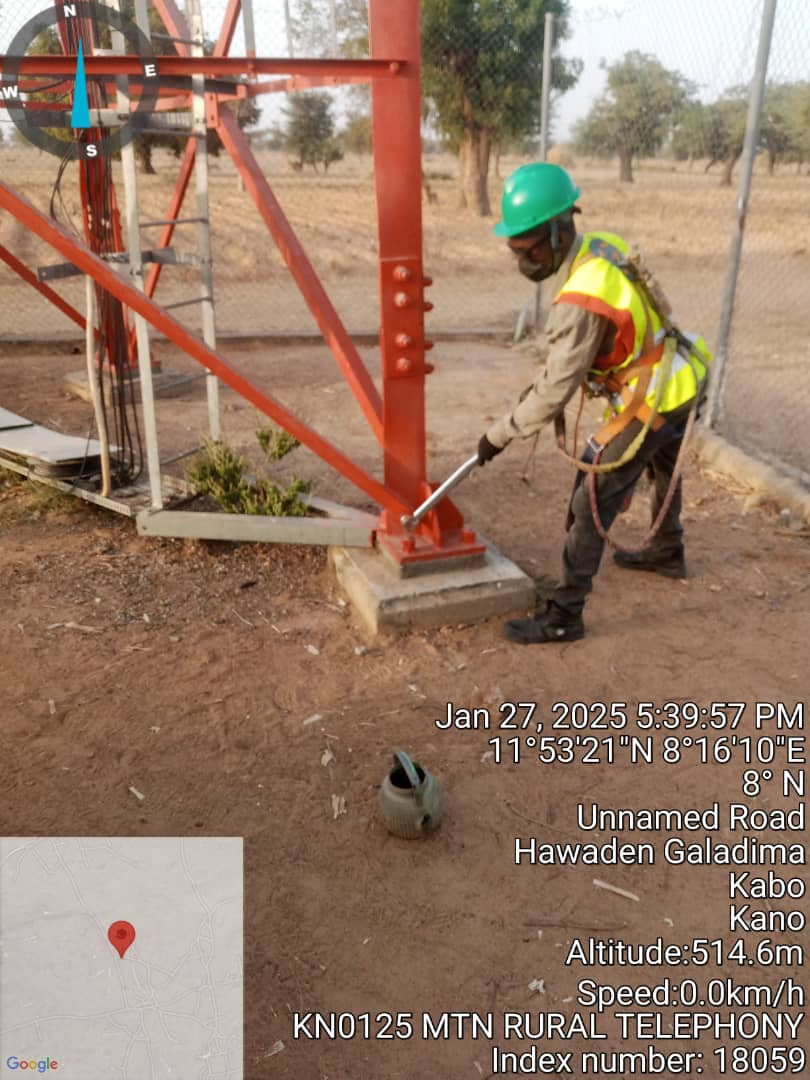 N
E
W
S
Jan 27, 2025 5:39:57 PM
11°53'21"N 8°16'10"E
8° N
Unnamed Road
Hawaden Galadima
Kabo
Kano
Altitude:514.6m
Speed:0.0km/h
KN0125 MTN RURAL TELEPHONY
Index number: 18059
Google